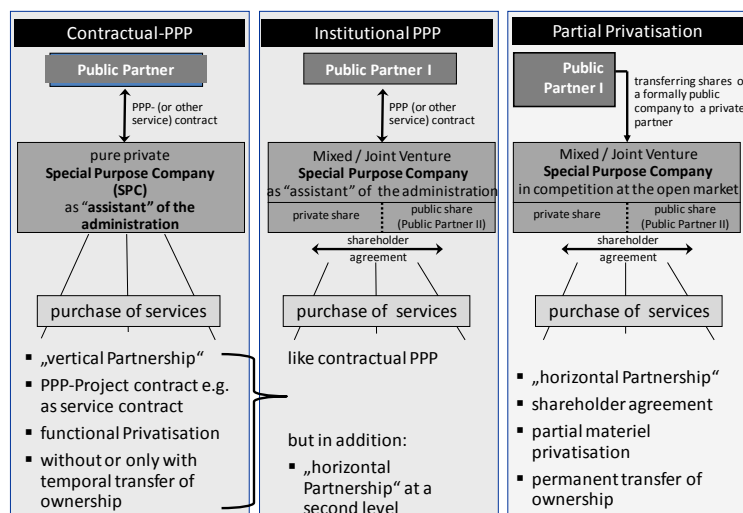 Contractual-PPP
Public Partner
PPP- (or other
service) contract
pure private
Special Purpose Company
(SPC)
as “assistant” of the
administration
purchase of services
▪ „vertical Partnership“
▪ PPP-Project contract e.g.
as service contract
▪ functional Privatisation
▪ without or only with
temporal transfer of
ownership
Institutional PPP
Public Partner I
PPP (or other
service) contract
Mixed / Joint Venture
Special Purpose Company
as “assistant” of the administration
private share
public share
(Public Partner II)
shareholder
agreement
purchase of services
like contractual PPP
but in addition:
▪ „horizontal
Partnership“ at a
second level
Partial Privatisation
Public
Partner I
transferring shares o
a formally public
company to a private
partner
Mixed / Joint Venture
Special Purpose Company
in competition at the open market
private share
public share
(Public Partner II)
shareholder
agreement
purchase of services
▪ „horizontal Partnership“
▪ shareholder agreement
▪ partial materiel
privatisation
▪ permanent transfer of
ownership